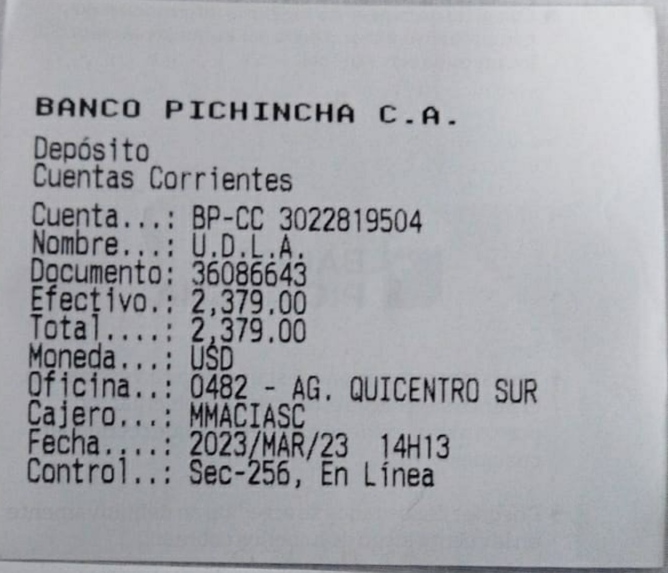 BANCO PICHINCHA C.A.
Depósito
Cuentas Corrientes
Cuenta...: BP-CC 3022819504
Nombre...: U.D.L.A.
Documento: 36086643
Efectivo.: 2,379.00
Total....: 2,379.00
Moneda...: USD
Oficina..: 0482 - AG. QUICENTRO SUR
Cajero...: MMACIASC
Fecha....: 2023/MAR/23 14H13
Control..: Sec-256, En Línea